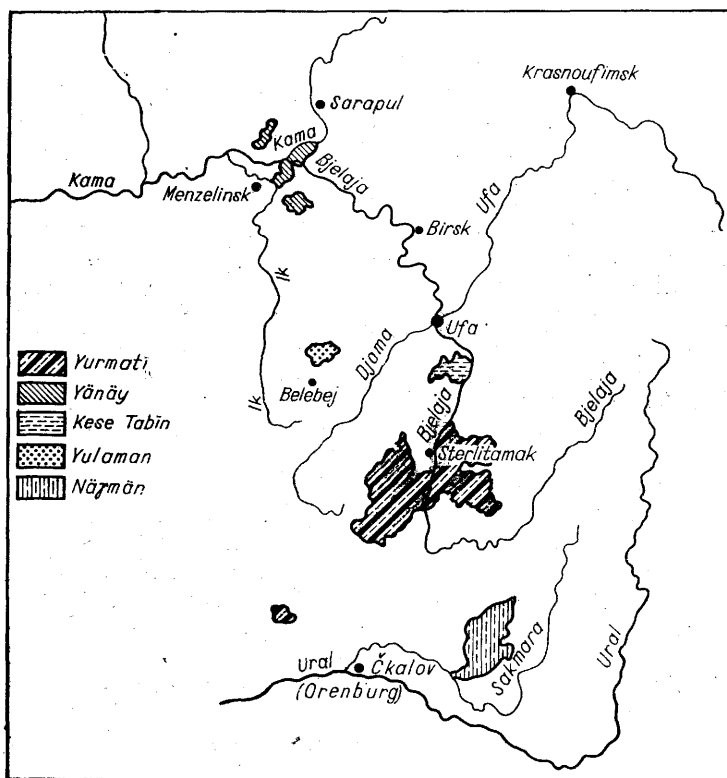 Krasnoufimsk
Sarapul
Kama
Kama
Bjelaja
Menzelinsk
Ufa
Birsk
Ik
Ufa
Djoma
Yurmatï
Yänäy
Belebej
Bjelaja
Bjelaja
Kese Tabïn
Ik
Sterlitamak
Yulaman
Ural
Sakmara
Ural
Čkalov
(Orenburg)